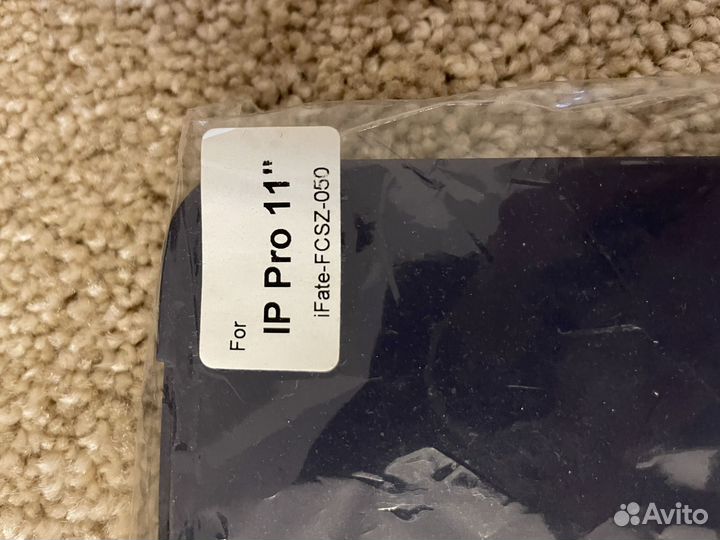 For
IP Pro 11"
iFate-FCSZ-050
Avito